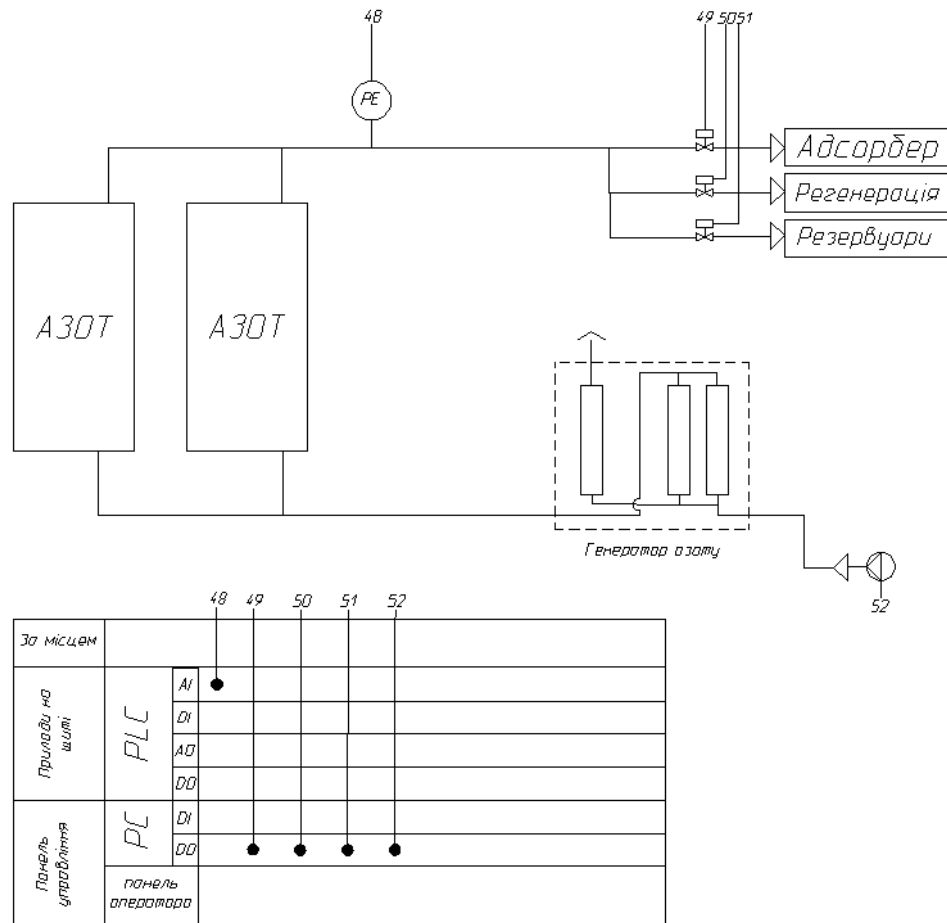 48
49 50 51
PE
Адсорбер
Регенерація
Резервуари
АЗОТ
АЗОТ
Генератор азоту
52
48 49 50 51 52
За місцем
Прилади на
щиті
PLC
AI
DI
AO
DO
Панель
управління
PC
DI
DO
панель
оператора